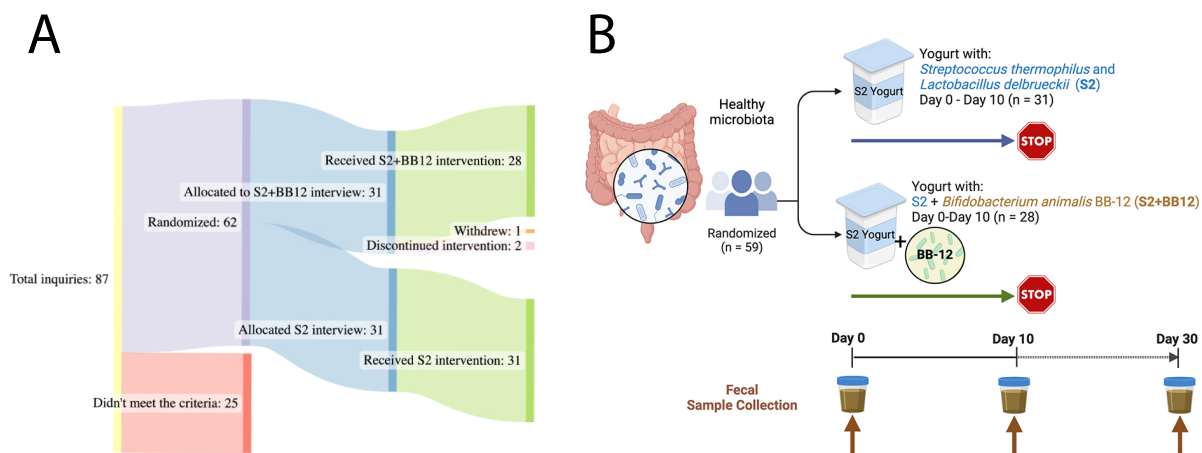 A
Received S2+BB12 intervention: 28
Allocated to S2+BB12 interview: 31
Randomized: 62
Withdrew: 1
Discontinued intervention: 2
Total inquiries: 87
Allocated S2 interview: 31
Received S2 intervention: 31
Didn't meet the criteria: 25
B
Healthy
microbiota
Randomized
(n = 59)
S2 Yogurt
Yogurt with:
Streptococcus thermophilus and
Lactobacillus delbrueckii (S2)
Day 0 - Day 10 (n = 31)
STOP
Yogurt with:
S2 + Bifidobacterium animalis BB-12 (S2+BB12)
Day 0-Day 10 (n = 28)
S2 Yogurt
+
BB-12
STOP
Day 0
Day 10
Day 30
Fecal
Sample Collection